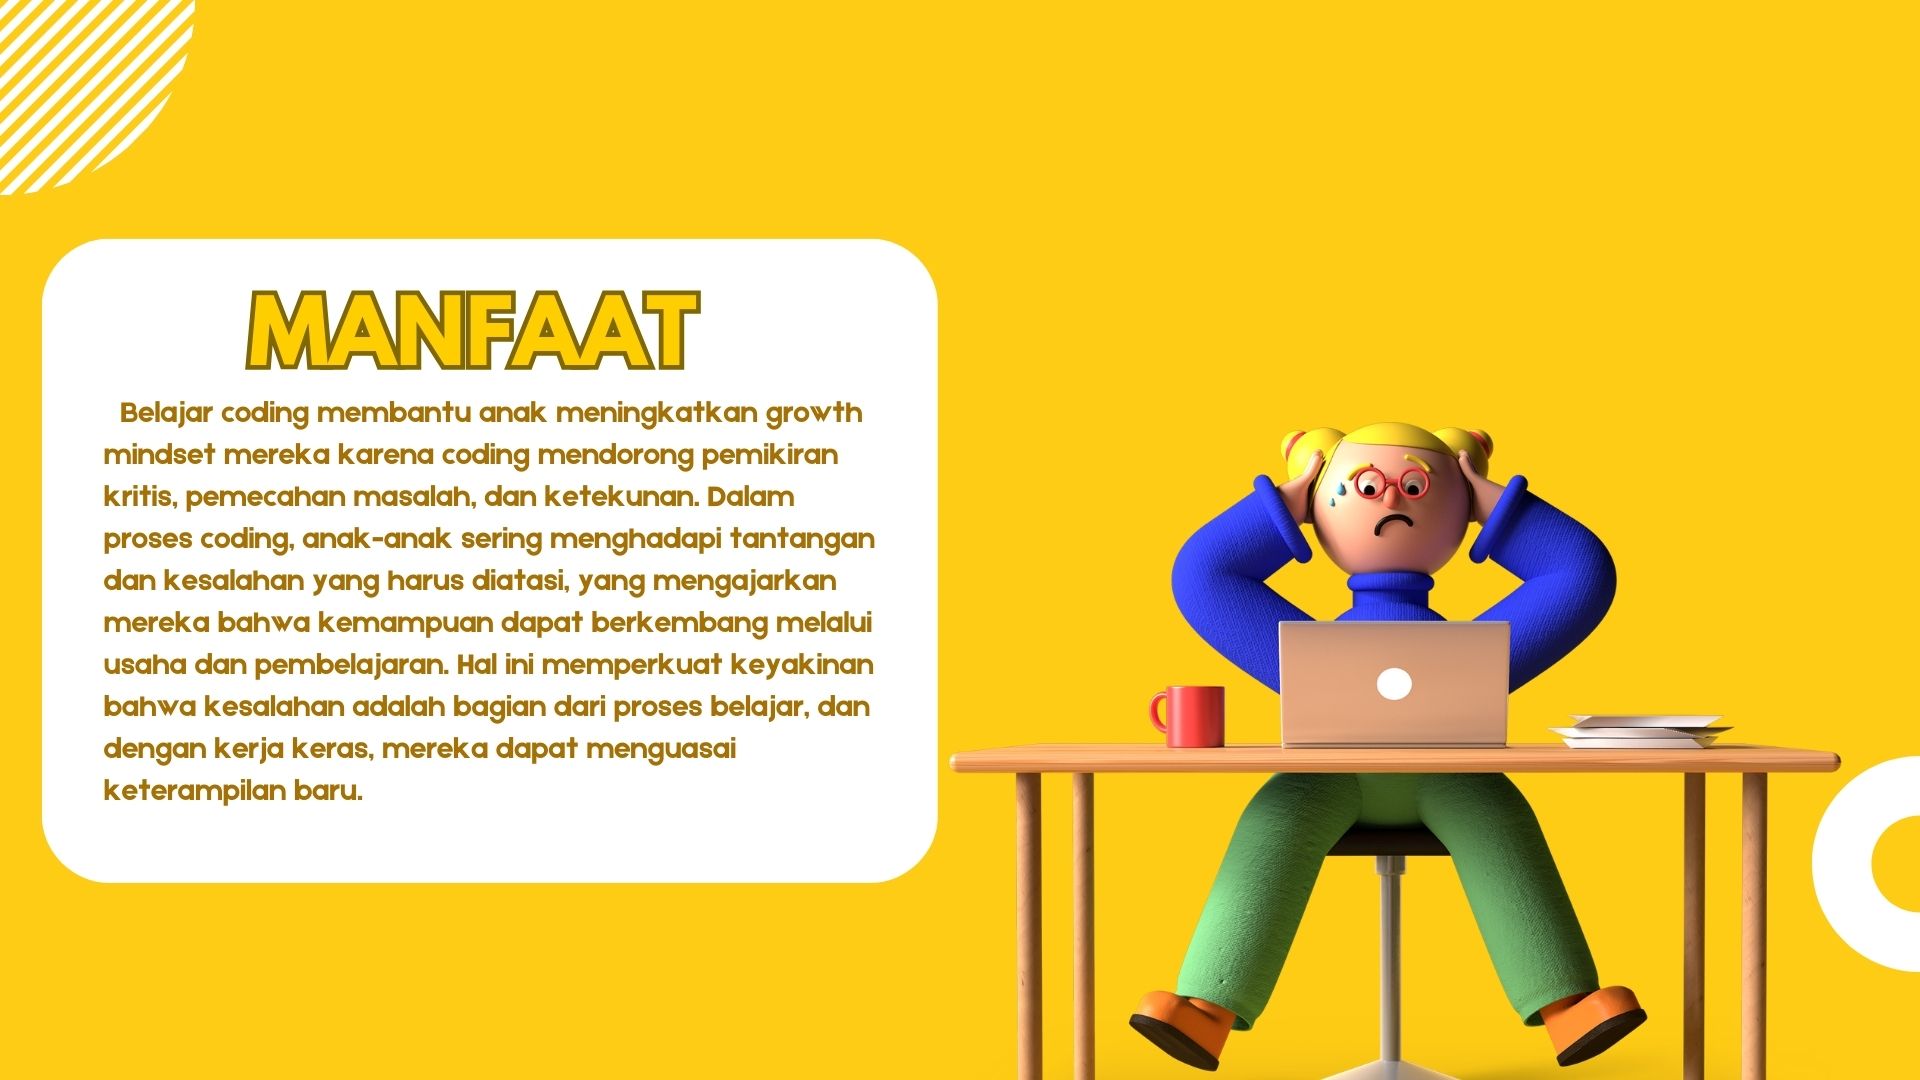 MANFAAT
Belajar coding membantu anak meningkatkan growth
mindset mereka karena coding mendorong pemikiran
kritis, pemecahan masalah, dan ketekunan. Dalam
proses coding, anak-anak sering menghadapi tantangan
dan kesalahan yang harus diatasi, yang mengajarkan
mereka bahwa kemampuan dapat berkembang melalui
usaha dan pembelajaran. Hal ini memperkuat keyakinan
bahwa kesalahan adalah bagian dari proses belajar, dan
dengan kerja keras, mereka dapat menguasai
keterampilan baru.